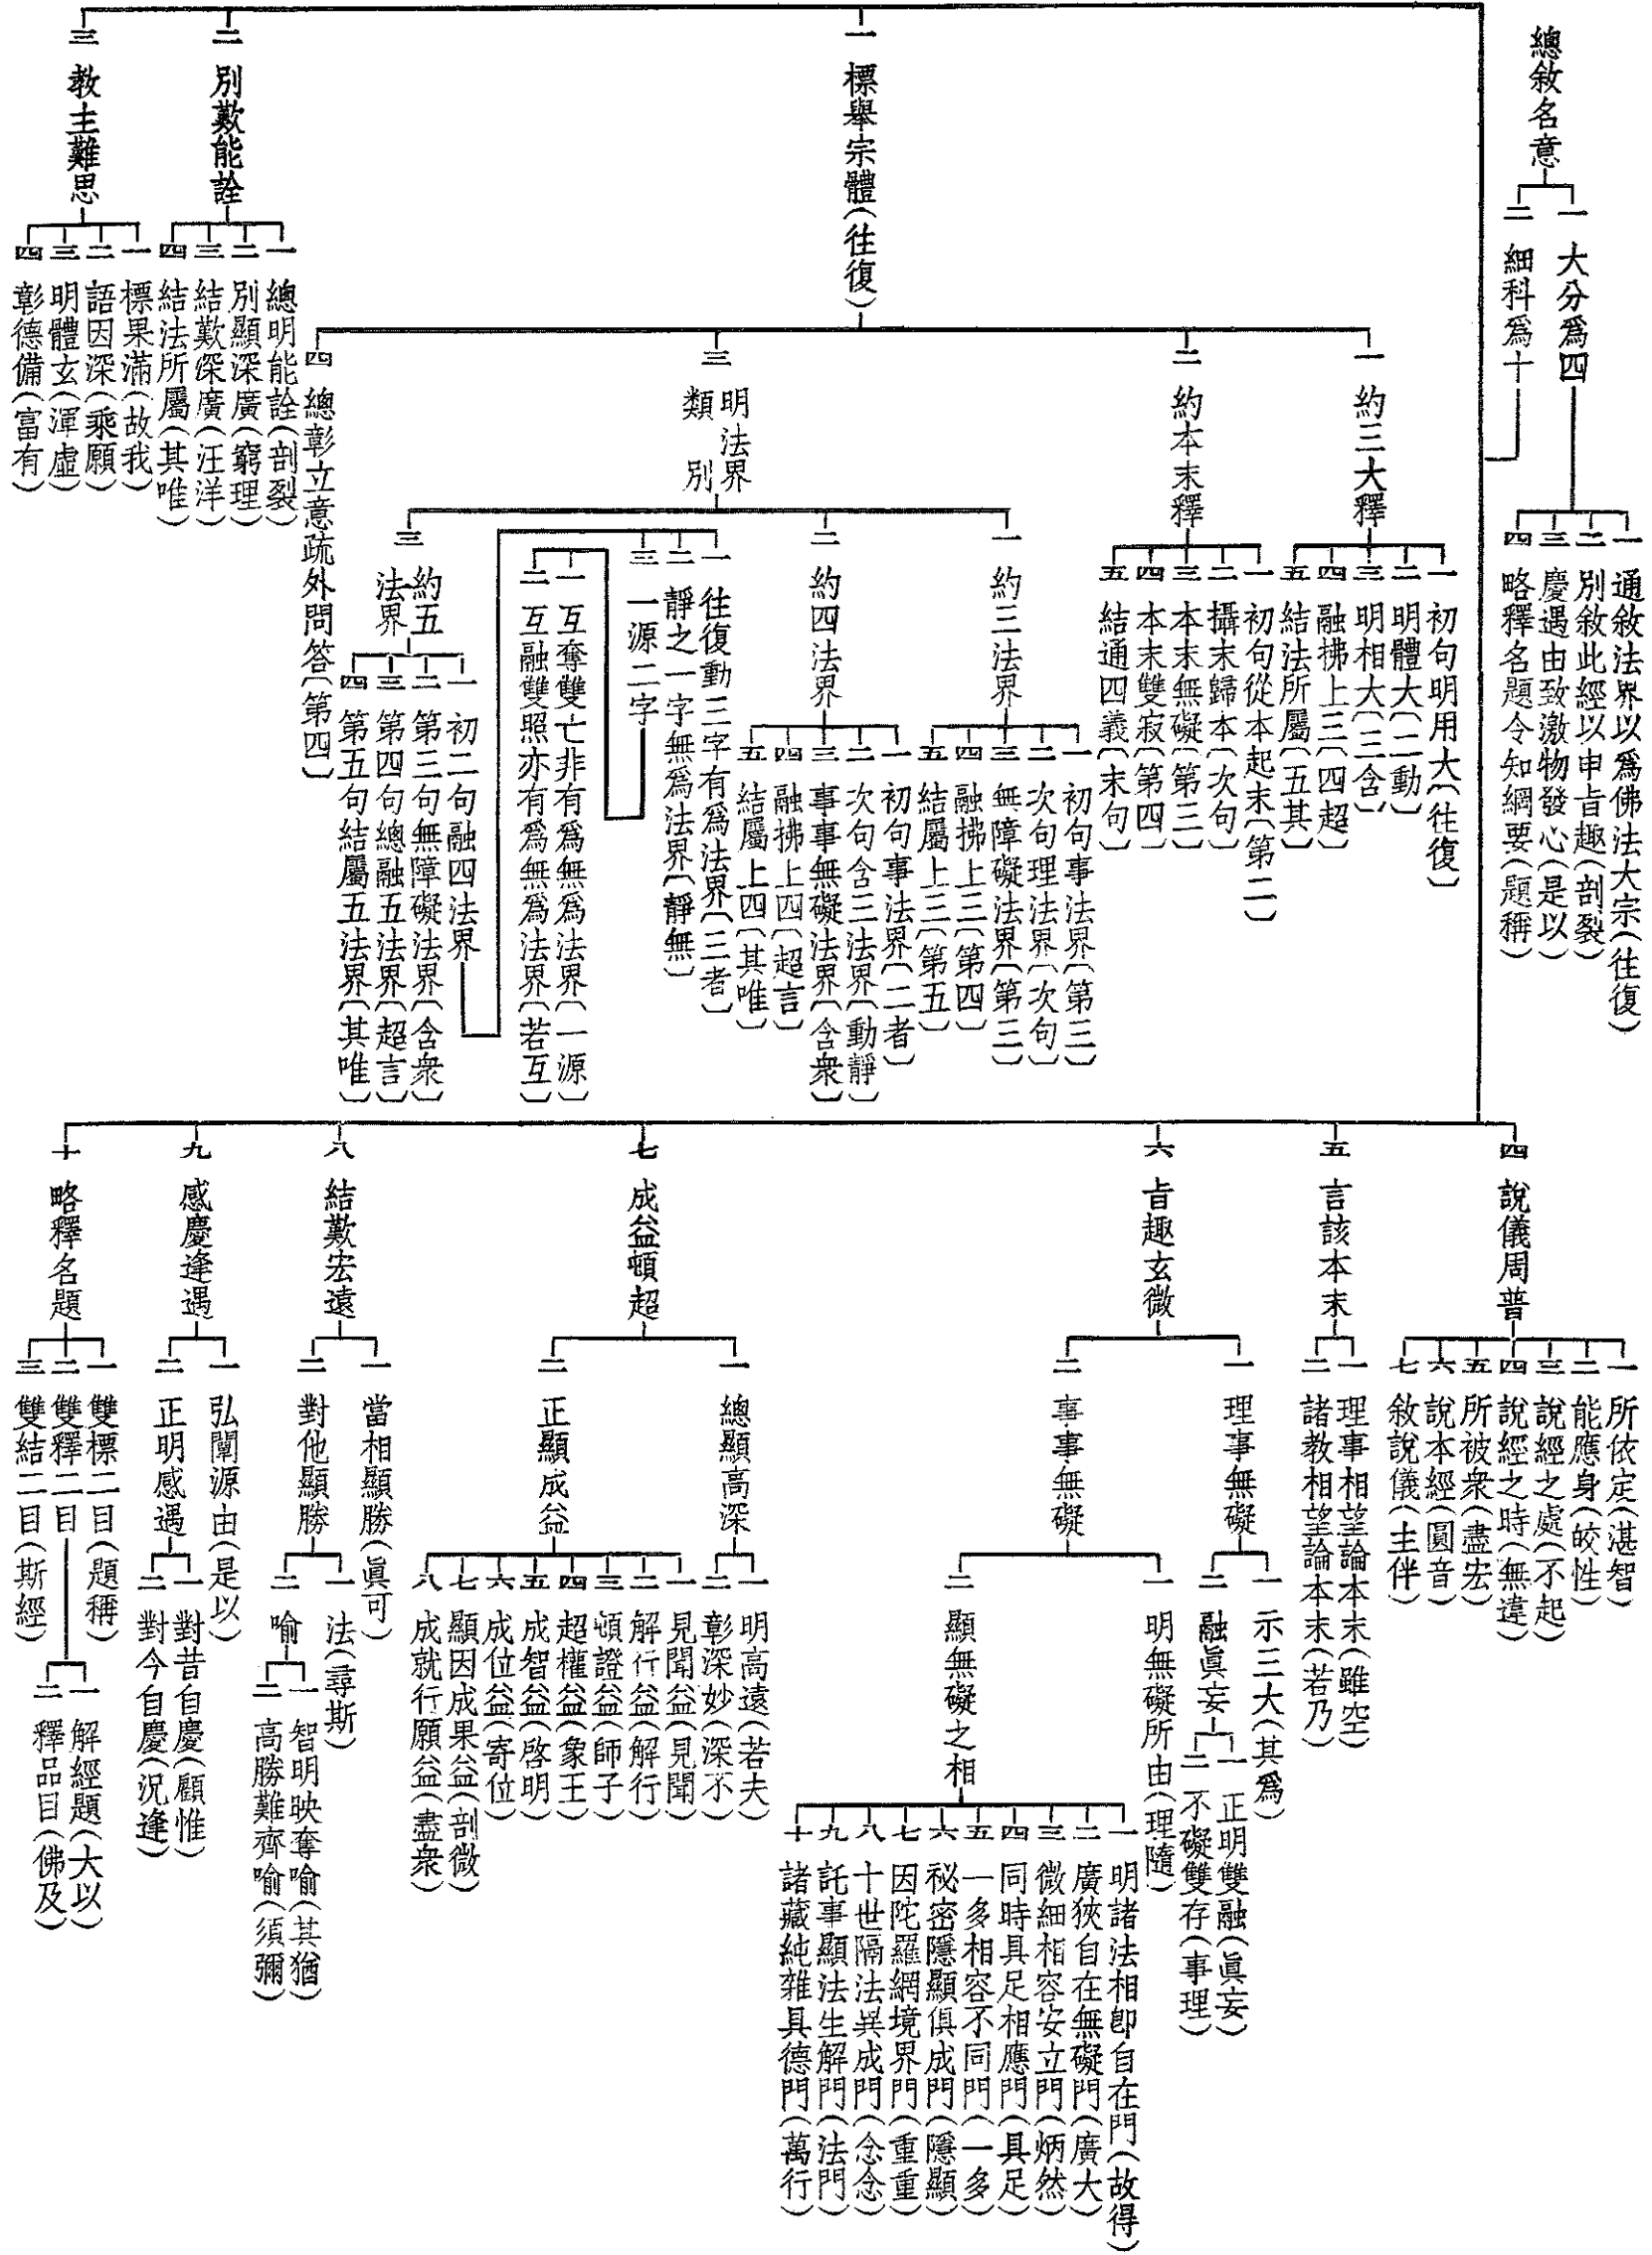 總敘名意
一 大分爲四
一 通敘法界以爲佛法大宗(往復)
二 別敘此經以申旨趣(剖裂)
三 慶遇由致激物發心(是以)
四 略釋名題令知綱要(題稱)
二 細科爲十
一 標舉宗體(往復)
一 約三大釋
一 初句明用大〔往復〕
二 明體大〔二動〕
三 明相大〔三含〕
四 融拂上三〔四超〕
五 結法所屬〔五其〕
二 約本末釋
一 初句從本起末〔第二〕
二 攝末歸本〔次句〕
三 本末無礙〔第三〕
四 本末雙寂〔第四〕
五 結通四義〔末句〕
三 明法界類別
一 約三法界
一 初句事法界〔第三〕
二 次句理法界〔次句〕
三 無障礙法界〔第三〕
四 融拂上三〔第四〕
五 結屬上三〔第五〕
二 約四法界
一 初句事法界〔二者〕
二 次句含三法界〔動靜〕
三 事事無礙法界〔含衆〕
四 融拂上四〔超言〕
五 結屬上四〔其唯〕
三 約五法界
一 初二句融四法界
一 往復動三字有爲法界〔三者〕
二 靜之一字無爲法界〔靜無〕
三 一源二字
一 互奪雙亡非有爲無爲法界〔一源〕
二 互融雙照亦有爲無爲法界〔若互〕
二 第三句無障礙法界〔含衆〕
三 第四句總融五法界〔超言〕
四 第五句結屬五法界〔其唯〕
四 總彰立意疏外問答〔第四〕
二 別歎能詮
一 總明能詮(剖裂)
二 別顯深廣(窮理)
三 結歎深廣(汪洋)
四 結法所屬(其唯)
三 教主難思
一 標果滿(故我)
二 語因深(乘願)
三 明體玄(渾虛)
四 彰德備(富有)
四 說儀周普
一 所依定(湛智)
二 能應身(皎性)
三 說經之處(不起)
四 說經之時(無違)
五 所被衆(盡宏)
六 說本經(圓音)
七 敘說儀(主伴)
五 言該本末
一 理事相望論本末(雖空)
二 諸教相望論本末(若乃)
六 旨趣玄微
一 理事無礙
一 示三大(其爲)
二 融眞妄
一 正明雙融(眞妄)
二 不礙雙存(事理)
二 事事無礙
一 明無礙所由(理隨)
二 顯無礙之相
一 明諸法相卽自在門(故得)
二 廣狹自在無礙門(廣大)
三 微細相容安立門(炳然)
四 同時具足相應門(具足)
五 一多相容不同門(一多)
六 秘密隱顯俱成門(隱顯)
七 因陀羅網境界門(重重)
八 十世隔法異成門(念念)
九 託事顯法生解門(法門)
十 諸藏純雜具德門(萬行)
七 成益頓超
一 總顯高深
一 明高遠(若夫)
二 彰深妙(深不)
二 正顯成益
一 見聞益(見聞)
二 解行益(解行)
三 頓證益(師子)
四 超權益(象王)
五 成智益(啓明)
六 成位益(寄位)
七 顯因成果益(剖微)
八 成就行願益(盡衆)
八 結歎宏遠
一 當相顯勝(眞可)
二 對他顯勝
一 法(尋斯)
二 喻
一 智明映奪喻(其猶)
二 高勝難齊喻(須彌)
九 感慶逢遇
一 弘闡源由(是以)
二 正明感遇
一 對昔自慶(顧惟)
二 對今自慶(況逢)
十 略釋名題
一 雙標二目(題稱)
二 雙釋二目
一 解經題(大以)
二 釋品目(佛及)
三 雙結二目(斯經)